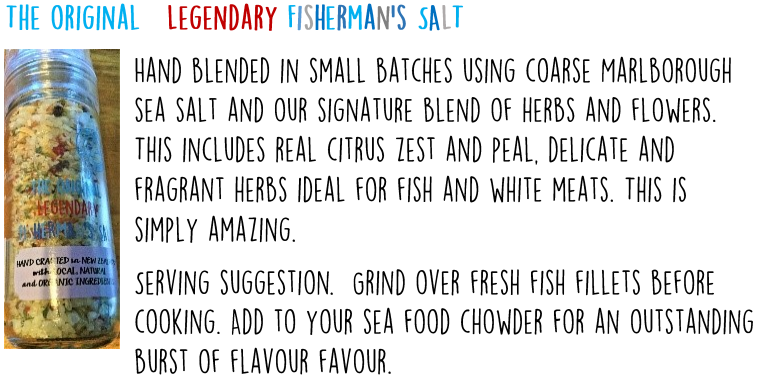 THE ORIGINAL LEGENDARY FISHERMAN'S SALT
HAND BLENDED IN SMALL BATCHES USING COARSE MARLBOROUGH
SEA SALT AND OUR SIGNATURE BLEND OF HERBS AND FLOWERS.
THIS INCLUDES REAL CITRUS ZEST AND PEAL, DELICATE AND
FRAGRANT HERBS IDEAL FOR FISH AND WHITE MEATS. THIS IS
SIMPLY AMAZING.
SERVING SUGGESTION. GRIND OVER FRESH FISH FILLETS BEFORE
COOKING. ADD TO YOUR SEA FOOD CHOWDER FOR AN OUTSTANDING
BURST OF FLAVOUR FAVOUR.
THE ORIGINAL
LEGENDARY
HAND CRAFTED in NEW
with LOCAL, NATURAL
and ORGANIC